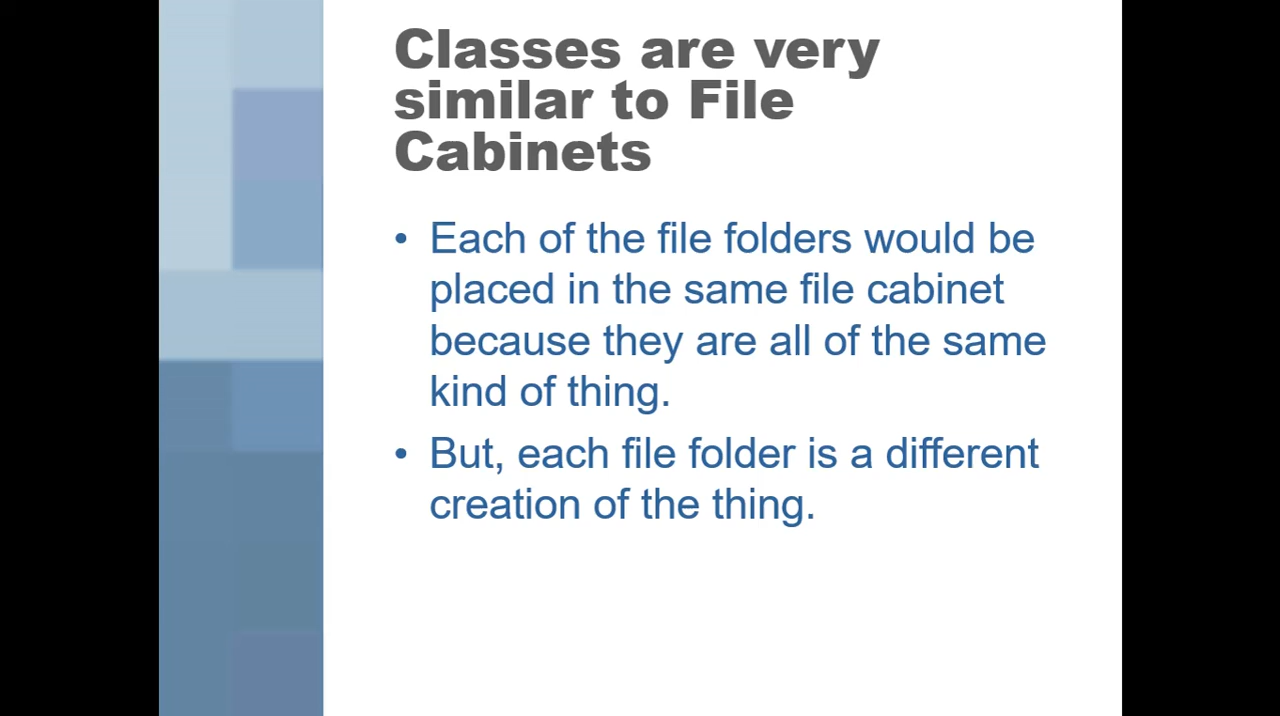 Classes are very
similar to File
Cabinets
• Each of the file folders would be
placed in the same file cabinet
because they are all of the same
kind of thing.
• But, each file folder is a different
creation of the thing.